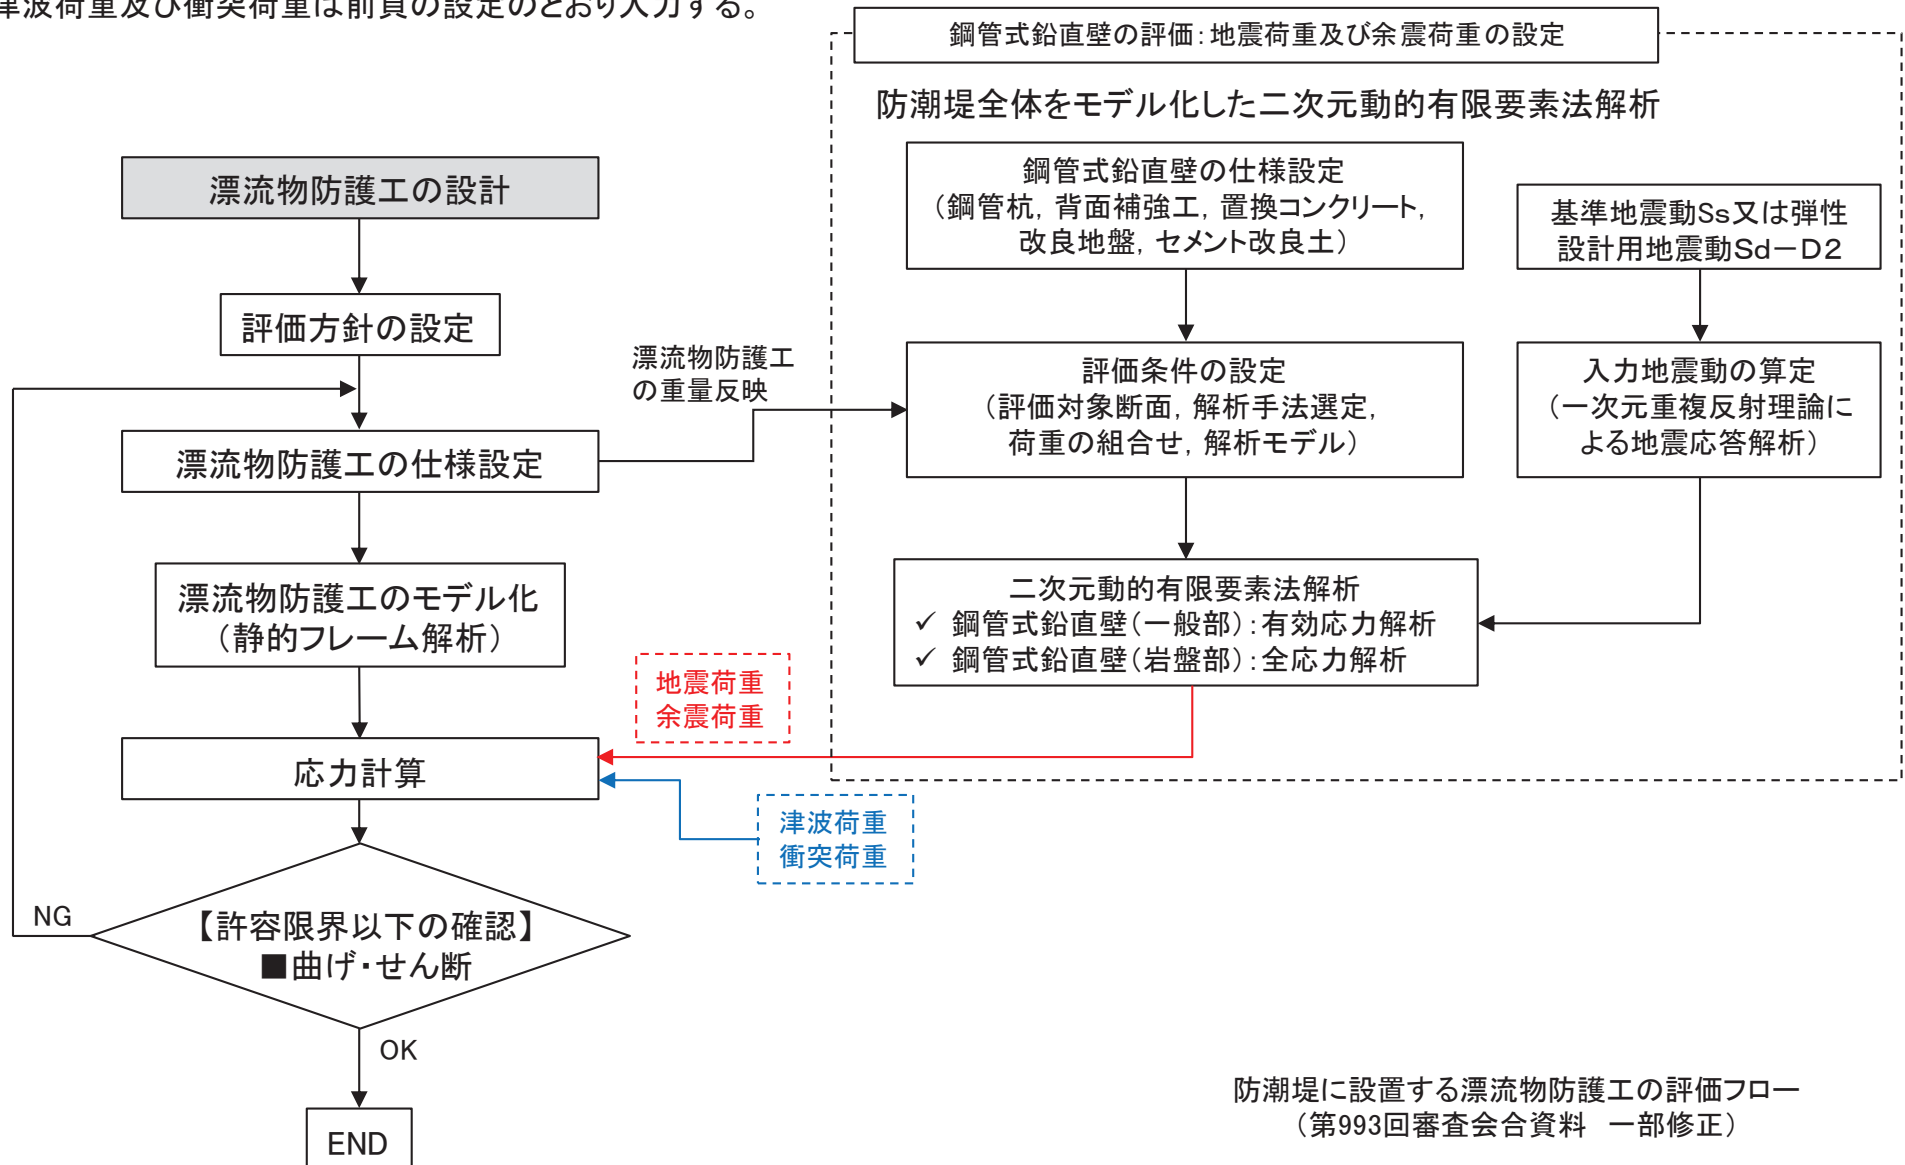 津波荷重及び衝突荷重は前頁の設定のとおり入力する。
鋼管式鉛直壁の評価：地震荷重及び余震荷重の設定
防潮堤全体をモデル化した二次元動的有限要素法解析
漂流物防護工の設計
評価方針の設定
漂流物防護工の仕様設定
漂流物防護工
の重量反映
漂流物防護工のモデル化
（静的フレーム解析）
応力計算
【許容限界以下の確認】
■曲げ・せん断
NG
OK
END
鋼管式鉛直壁の仕様設定
（鋼管杭，背面補強工，置換コンクリート，
改良地盤，セメント改良土）
基準地震動Ss又は弾性
設計用地震動Sd－D2
評価条件の設定
（評価対象断面，解析手法選定，
荷重の組合せ，解析モデル）
入力地震動の算定
（一次元重複反射理論に
よる地震応答解析）
二次元動的有限要素法解析
✓ 鋼管式鉛直壁（一般部）：有効応力解析
✓ 鋼管式鉛直壁（岩盤部）：全応力解析
地震荷重
余震荷重
津波荷重
衝突荷重
防潮堤に設置する漂流物防護工の評価フロー
（第993回審査会合資料　一部修正）